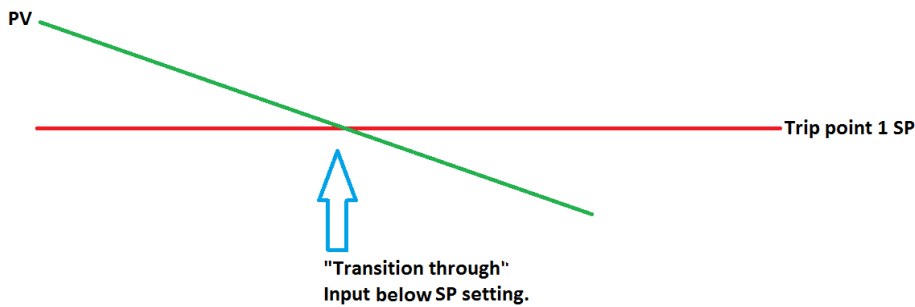 PV
Trip point 1 SP
"Transition through"
Input below SP setting.